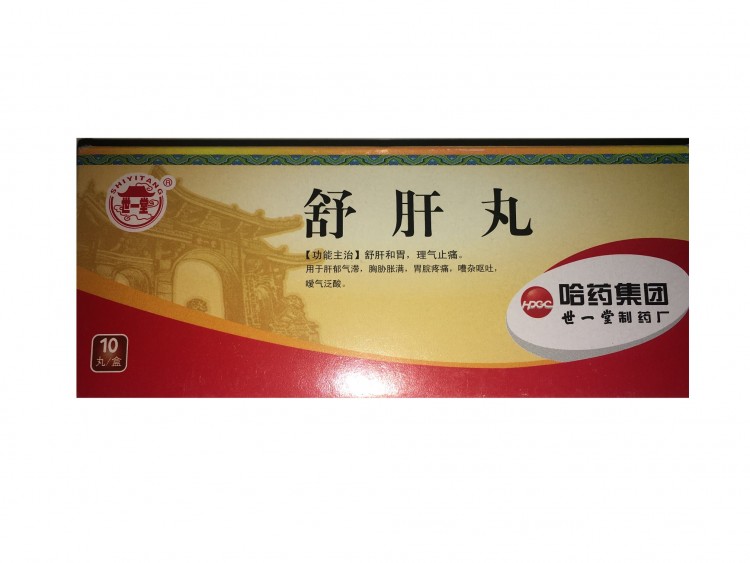 SHIYITANG
®
世一堂
舒肝丸
【功能主治】舒肝和胃，理气止痛。
用于肝郁气滞，胸胁胀满，胃脘疼痛，嘈杂呕吐，
嗳气泛酸。
HPGC
哈药集团
世一堂制药厂
10
丸/盒